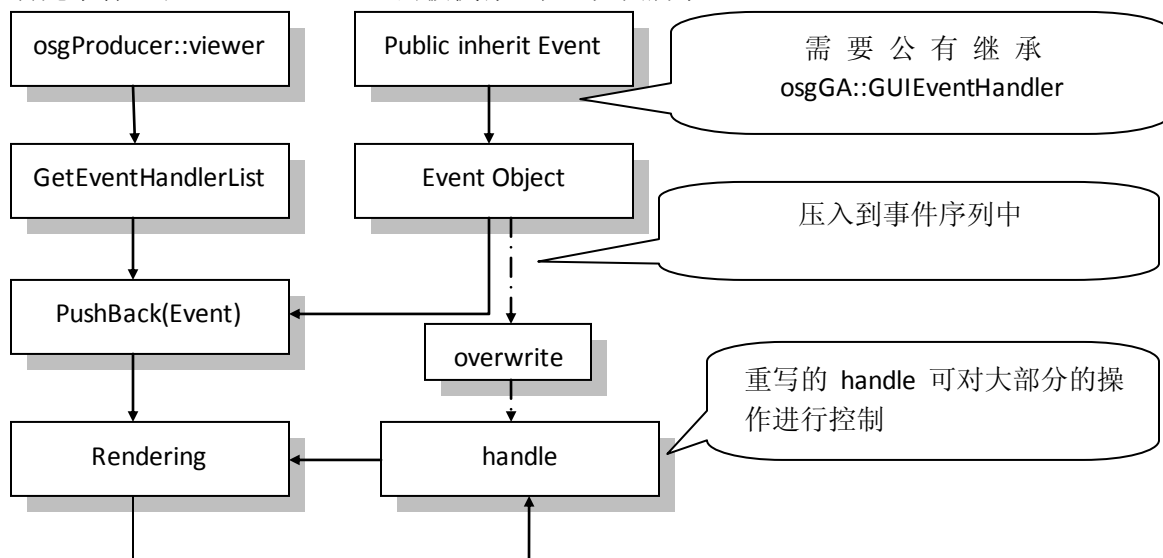 osgProducer::viewer
Public inherit Event
需 要 公 有 继 承
osgGA::GUIEventHandler
GetEventHandlerList
Event Object
压入到事件序列中
PushBack(Event)
overwrite
重写的 handle 可对大部分的操
作进行控制
Rendering
handle